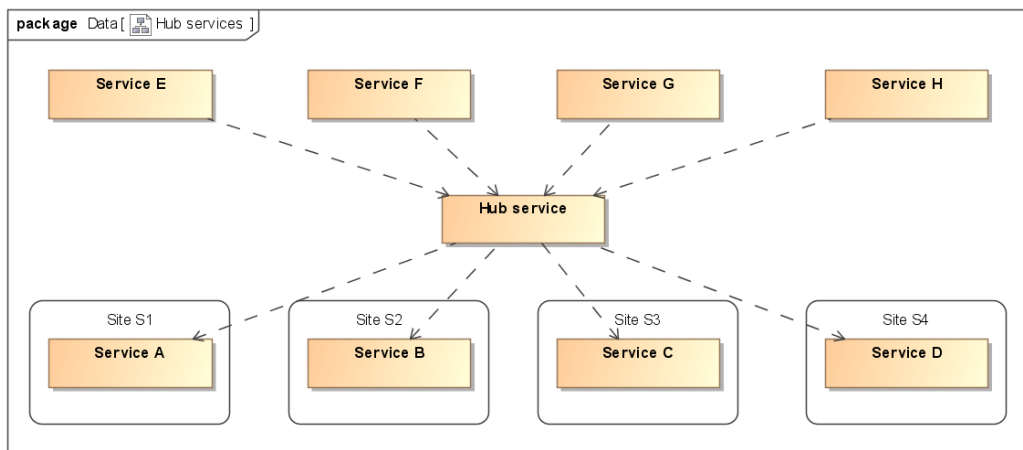 package Data [ Hub services ]
Service E
Service F
Service G
Service H
Hub service
Site S1
Site S2
Site S3
Site S4
Service A
Service B
Service C
Service D